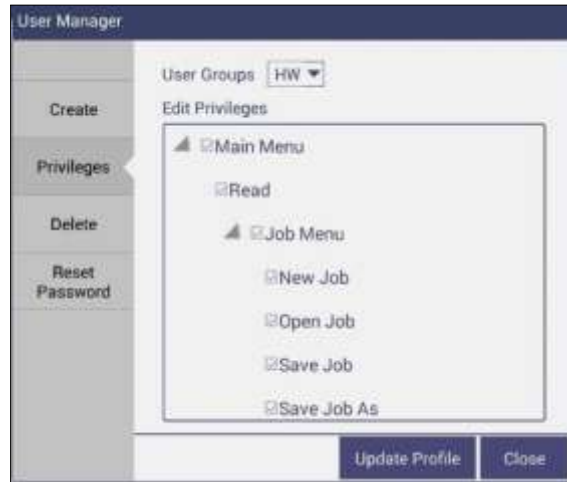 User Manager
User Groups HW
Create
Edit Privileges
Main Menu
Privileges
Read
Delete
Job Menu
Reset
Password
New Job
Open Job
Save Job
Save Job As
Update Profile
Close